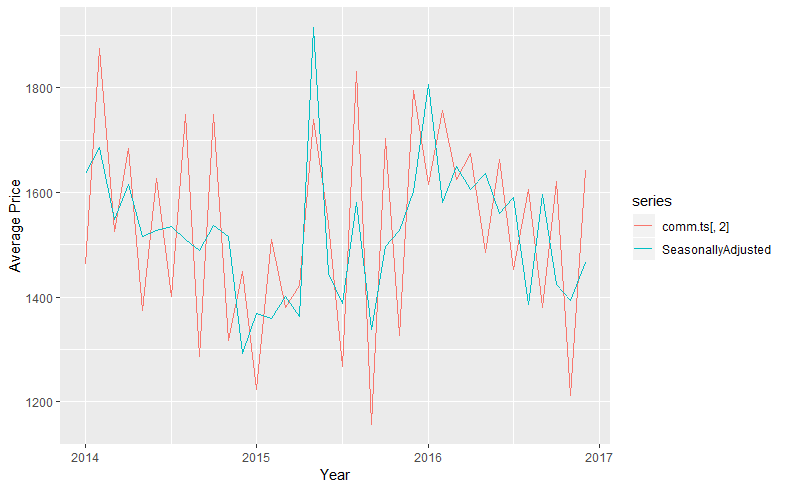 Average Price
1800
1600
1400
1200
2014
2015
2016
2017
Year
series
comm.ts[, 2]
SeasonallyAdjusted